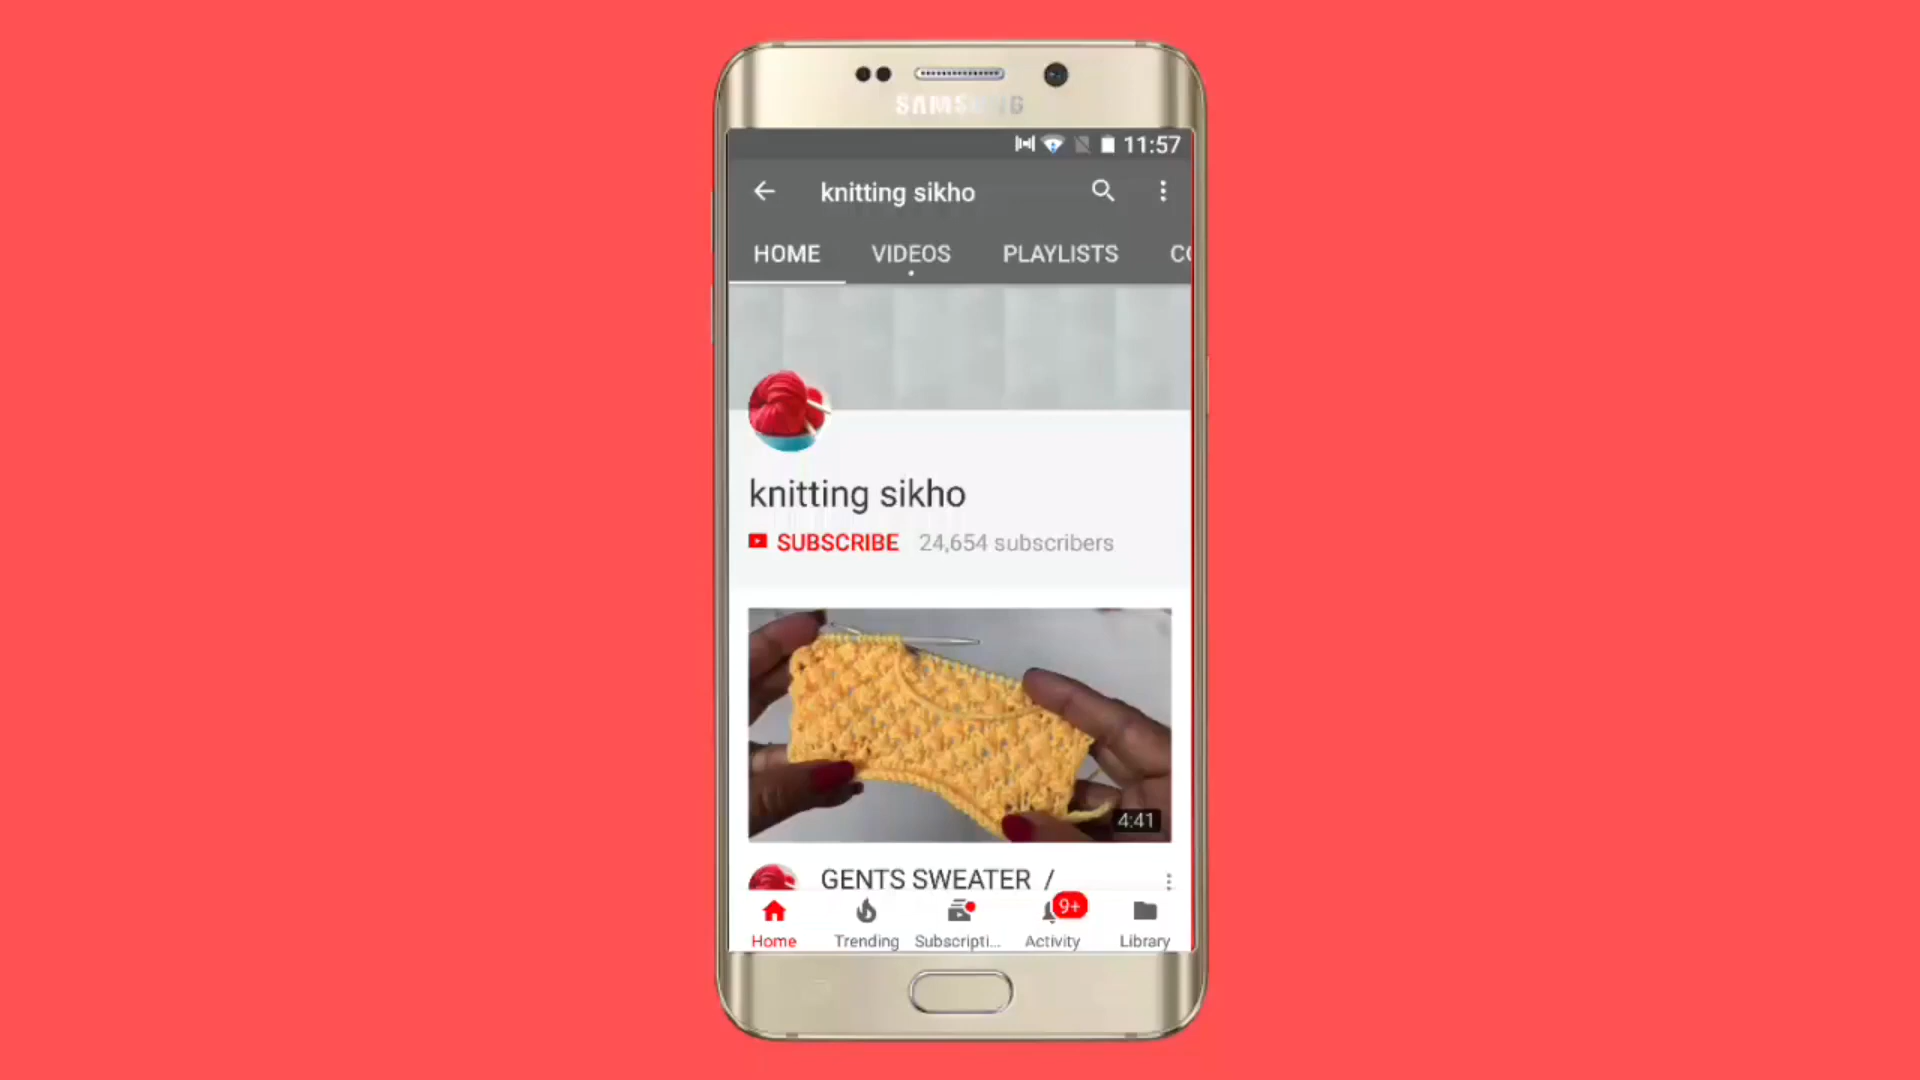 SAMSUNG
11:57
knitting sikho
HOME VIDEOS PLAYLISTS CO
knitting sikho
SUBSCRIBE 24,654 subscribers
4:41
GENTS SWEATER /
9+
Home Trending Subscripti... Activity Library